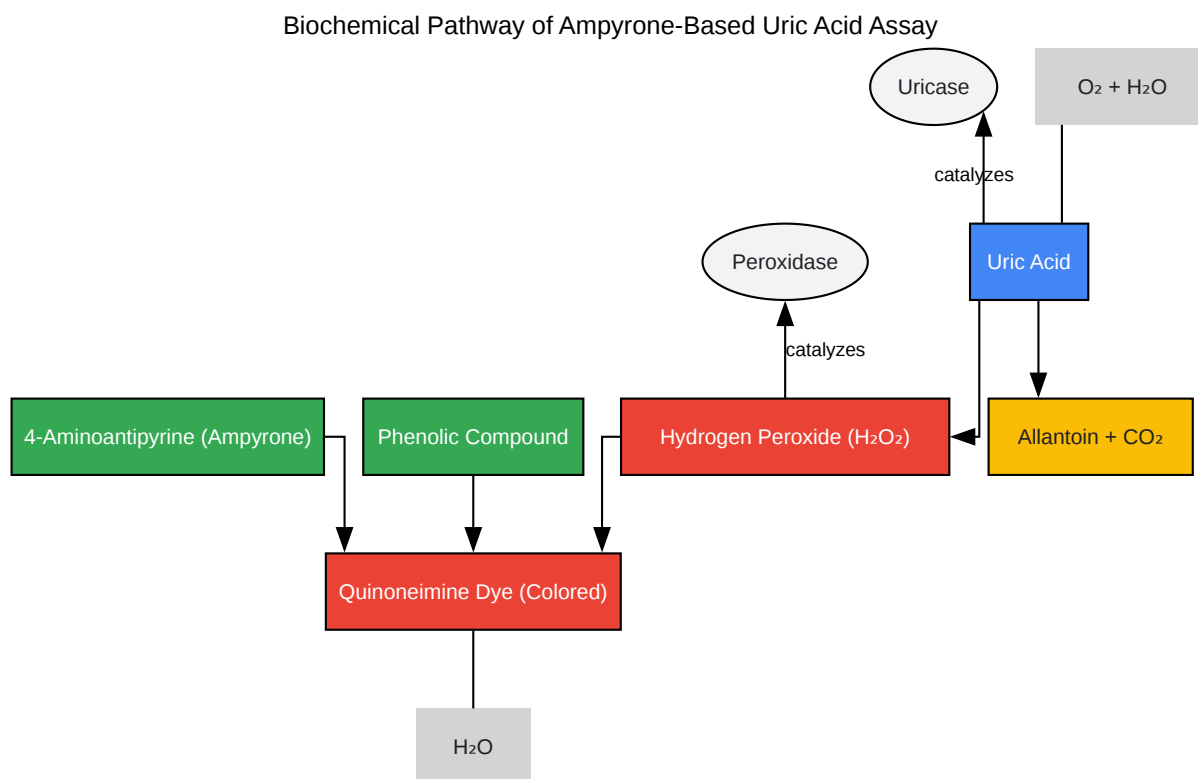 Biochemical Pathway of Ampyrone-Based Uric Acid Assay
Uricase
O₂ + H₂O
catalyzes
Peroxidase
Uric Acid
catalyzes
4-Aminoantipyrine (Ampyrone)
Phenolic Compound
Hydrogen Peroxide (H₂O₂)
Allantoin + CO₂
Quinoneimine Dye (Colored)
H₂O